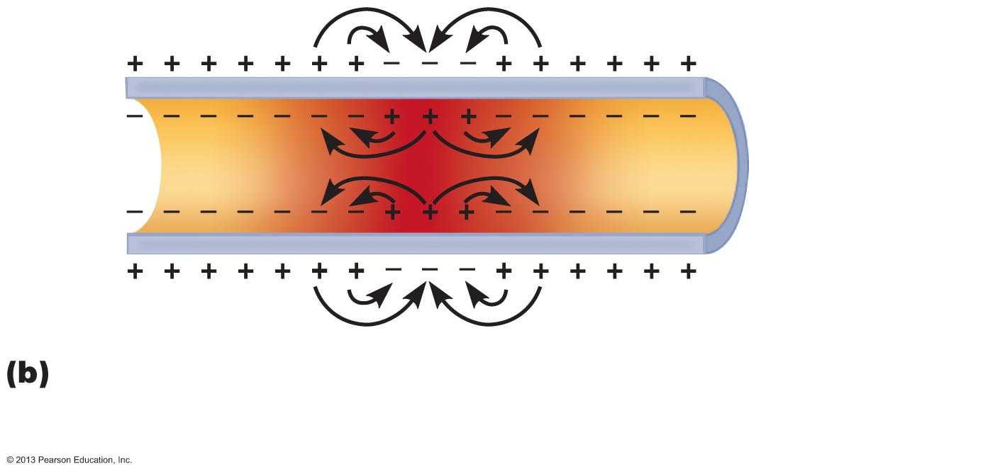 + + + + + + + − − − + + + + + +
− − − − − − − + + + − − − − − −
− − − − − − − + + + − − − − − −
+ + + + + + + − − − + + + + + +
(b)
© 2013 Pearson Education, Inc.